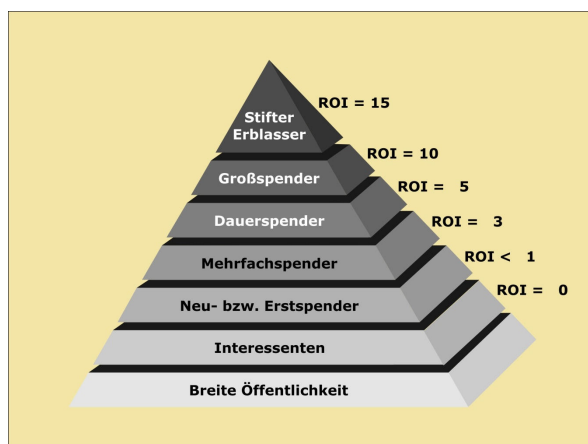 Stifter
Erblasser
ROI = 15
Großspender
ROI = 10
Dauerspender
ROI = 5
Mehrfachspender
ROI = 3
Neu- bzw. Erstspender
ROI < 1
Interessenten
ROI = 0
Breite Öffentlichkeit